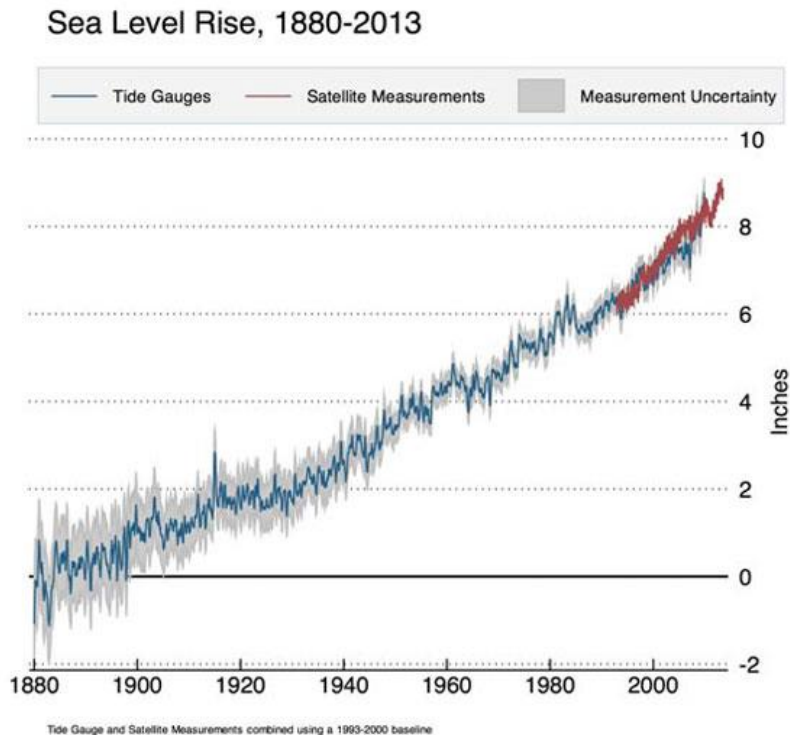 Sea Level Rise, 1880-2013
Tide Gauges Satellite Measurements Measurement Uncertainty
10
8
6
4
2
0
-2
Inches
1880 1900 1920 1940 1960 1980 2000
Tide Gauge and Satellite Measurements combined using a 1993-2000 baseline